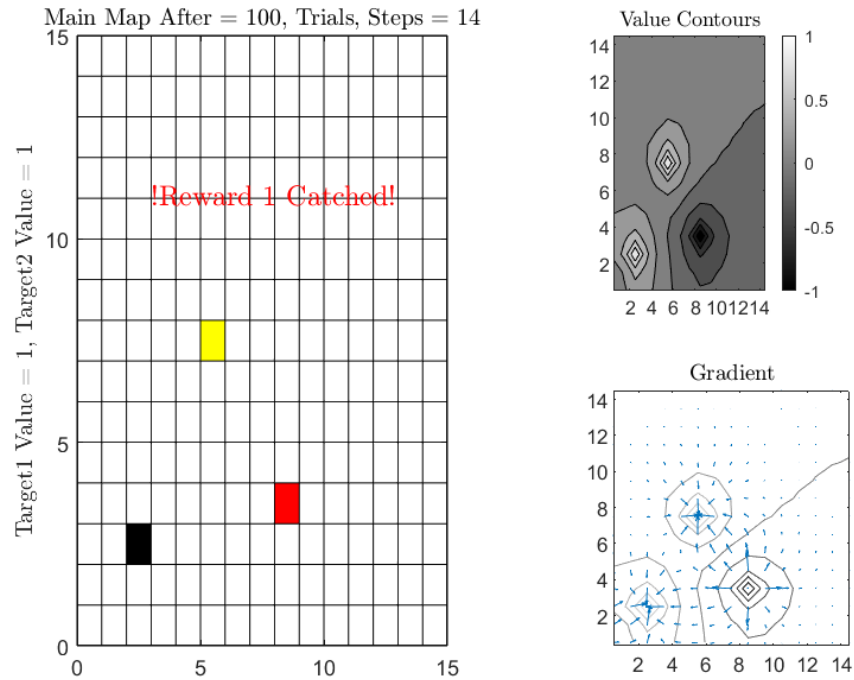 Main Map After = 100, Trials, Steps = 14
Target1 Value = 1, Target2 Value = 1
!Reward 1 Catched!
15
10
5
0
0 5 10 15
Value Contours
14
12
10
8
6
4
2
2 4 6 8 10 12 14
1
0.5
0
-0.5
-1
Gradient
14
12
10
8
6
4
2
2 4 6 8 10 12 14